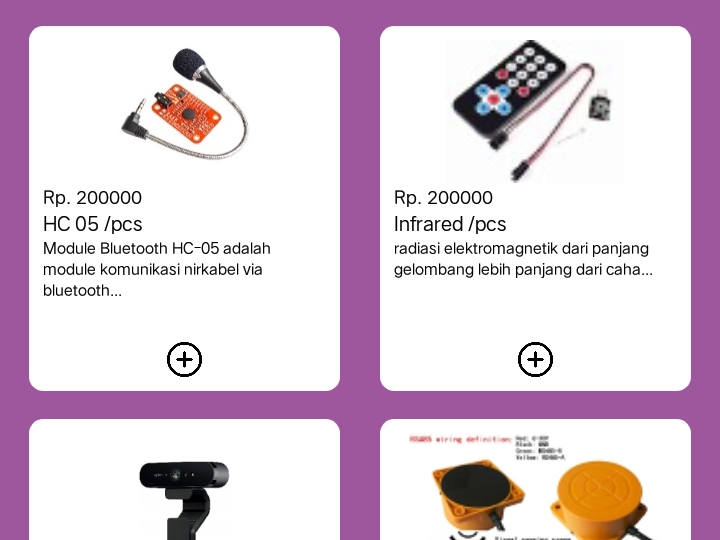 Rp. 200000
HC 05 /pcs
Module Bluetooth HC-05 adalah
module komunikasi nirkabel via
bluetooth...
Rp. 200000
Infrared /pcs
radiasi elektromagnetik dari panjang
gelombang lebih panjang dari caha...
RS485 wiring definition: